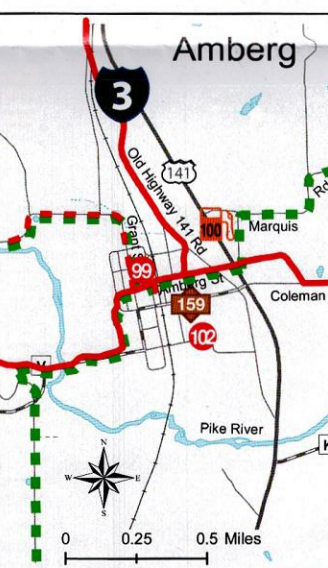 Amberg
3
Old Highway 141 Rd
141
Rd
100
Marquis
Grant S
99
Amberg St
159
Coleman
102
V
Pike River
K
N
W
E
S
0 0.25 0.5 Miles